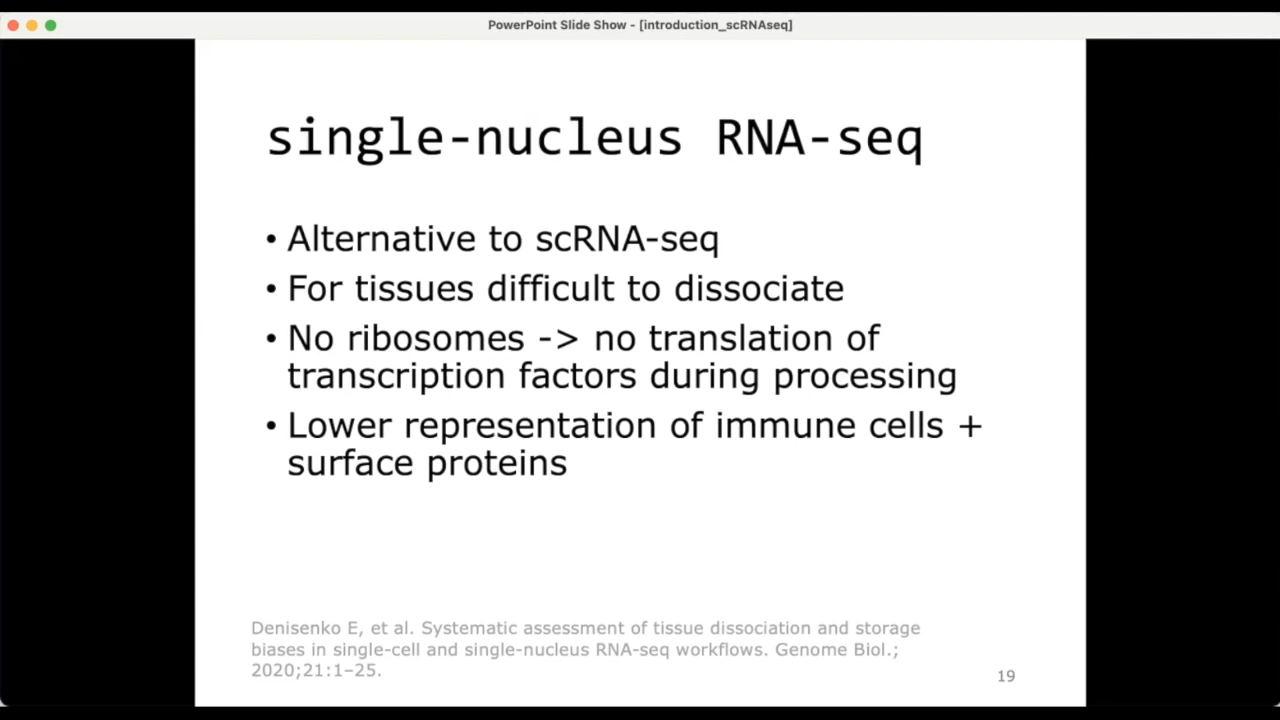 PowerPoint Slide Show - [introduction_scRNAseq]
single-nucleus RNA-seq
• Alternative to scRNA-seq
• For tissues difficult to dissociate
• No ribosomes -> no translation of
transcription factors during processing
• Lower representation of immune cells +
surface proteins
Denisenko E, et al. Systematic assessment of tissue dissociation and storage
biases in single-cell and single-nucleus RNA-seq workflows. Genome Biol.;
2020;21:1–25.
19